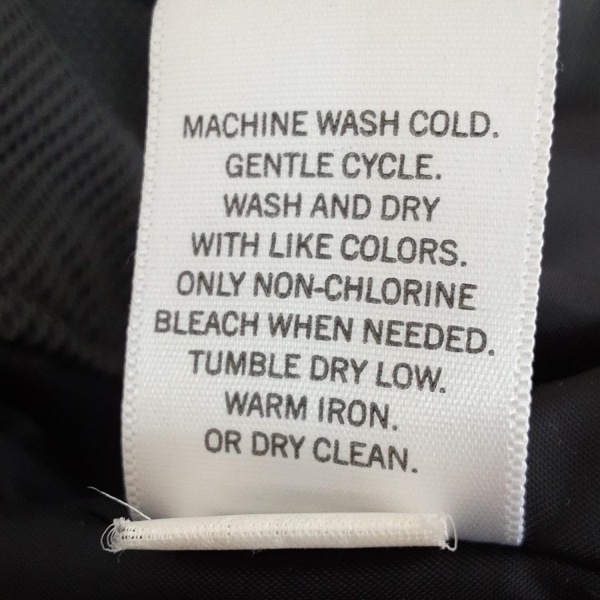 MACHINE WASH COLD.
GENTLE CYCLE.
WASH AND DRY
WITH LIKE COLORS.
ONLY NON-CHLORINE
BLEACH WHEN NEEDED.
TUMBLE DRY LOW.
WARM IRON.
OR DRY CLEAN.